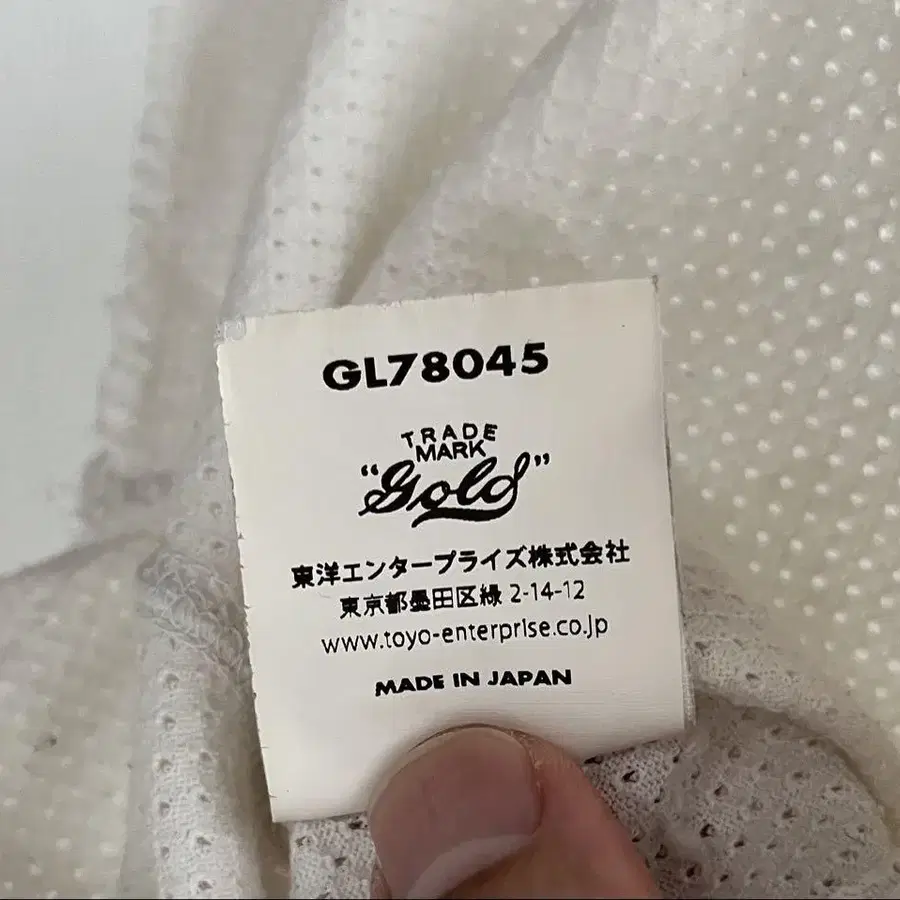 GL78045
TRADE
MARK
"Gold"
東洋エンタープライズ株式会社
東京都墨田区緑 2-14-12
www.toyo-enterprise.co.jp
MADE IN JAPAN